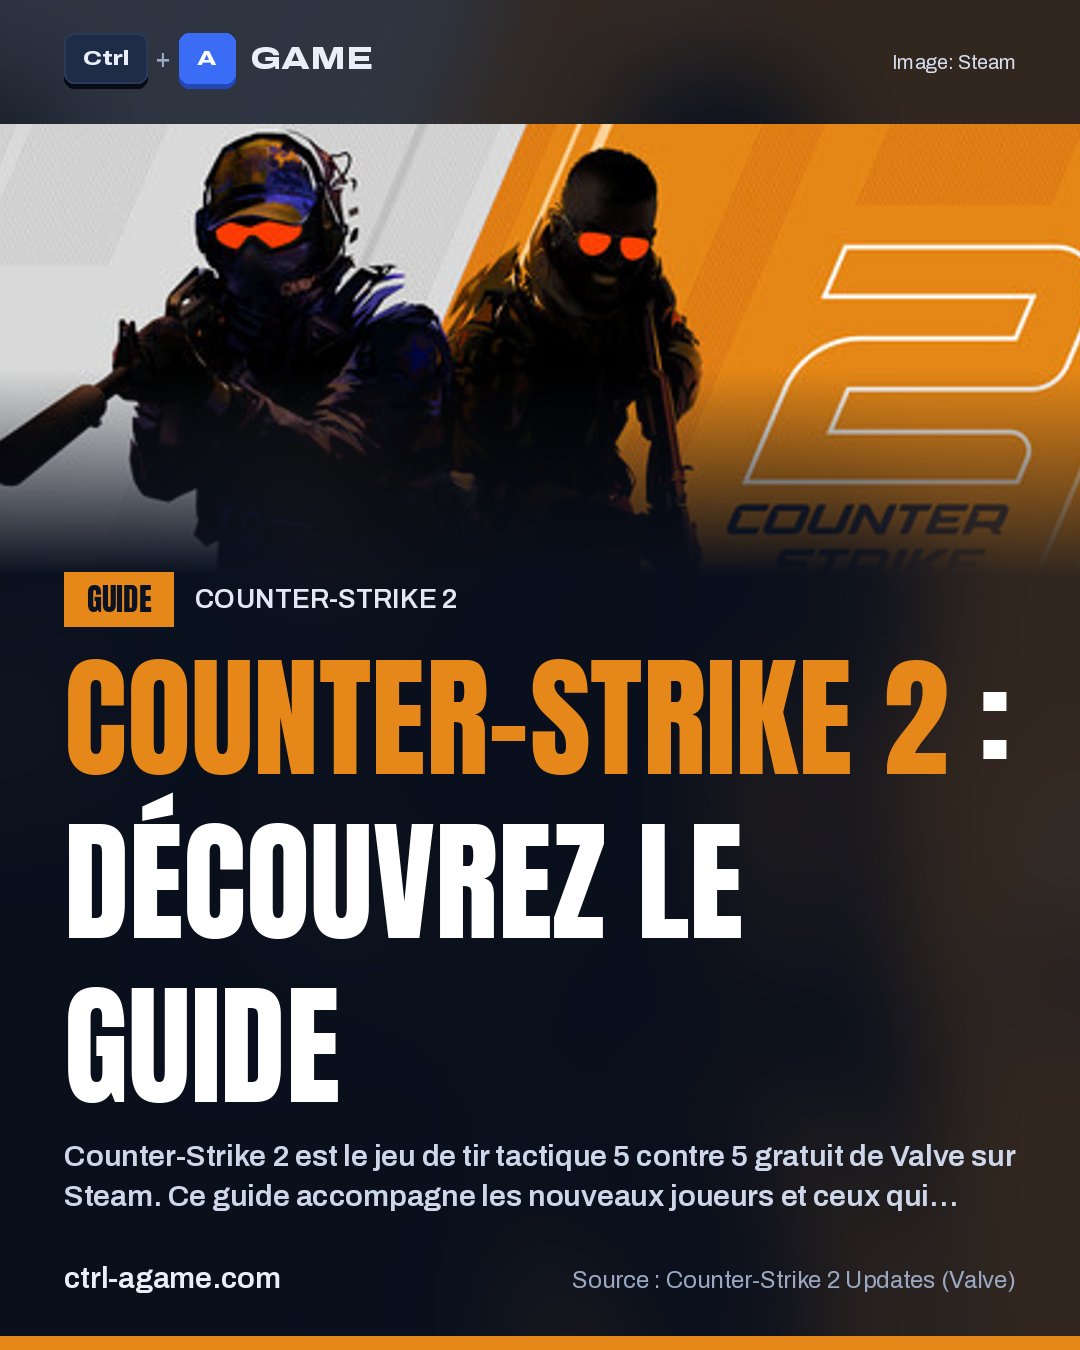 Ctrl + A GAME
Image: Steam
2
COUNTER
STRIKE
GUIDE COUNTER-STRIKE 2
COUNTER-STRIKE 2 :
DÉCOUVREZ LE
GUIDE
Counter-Strike 2 est le jeu de tir tactique 5 contre 5 gratuit de Valve sur
Steam. Ce guide accompagne les nouveaux joueurs et ceux qui…
ctrl-agame.com
Source : Counter-Strike 2 Updates (Valve)